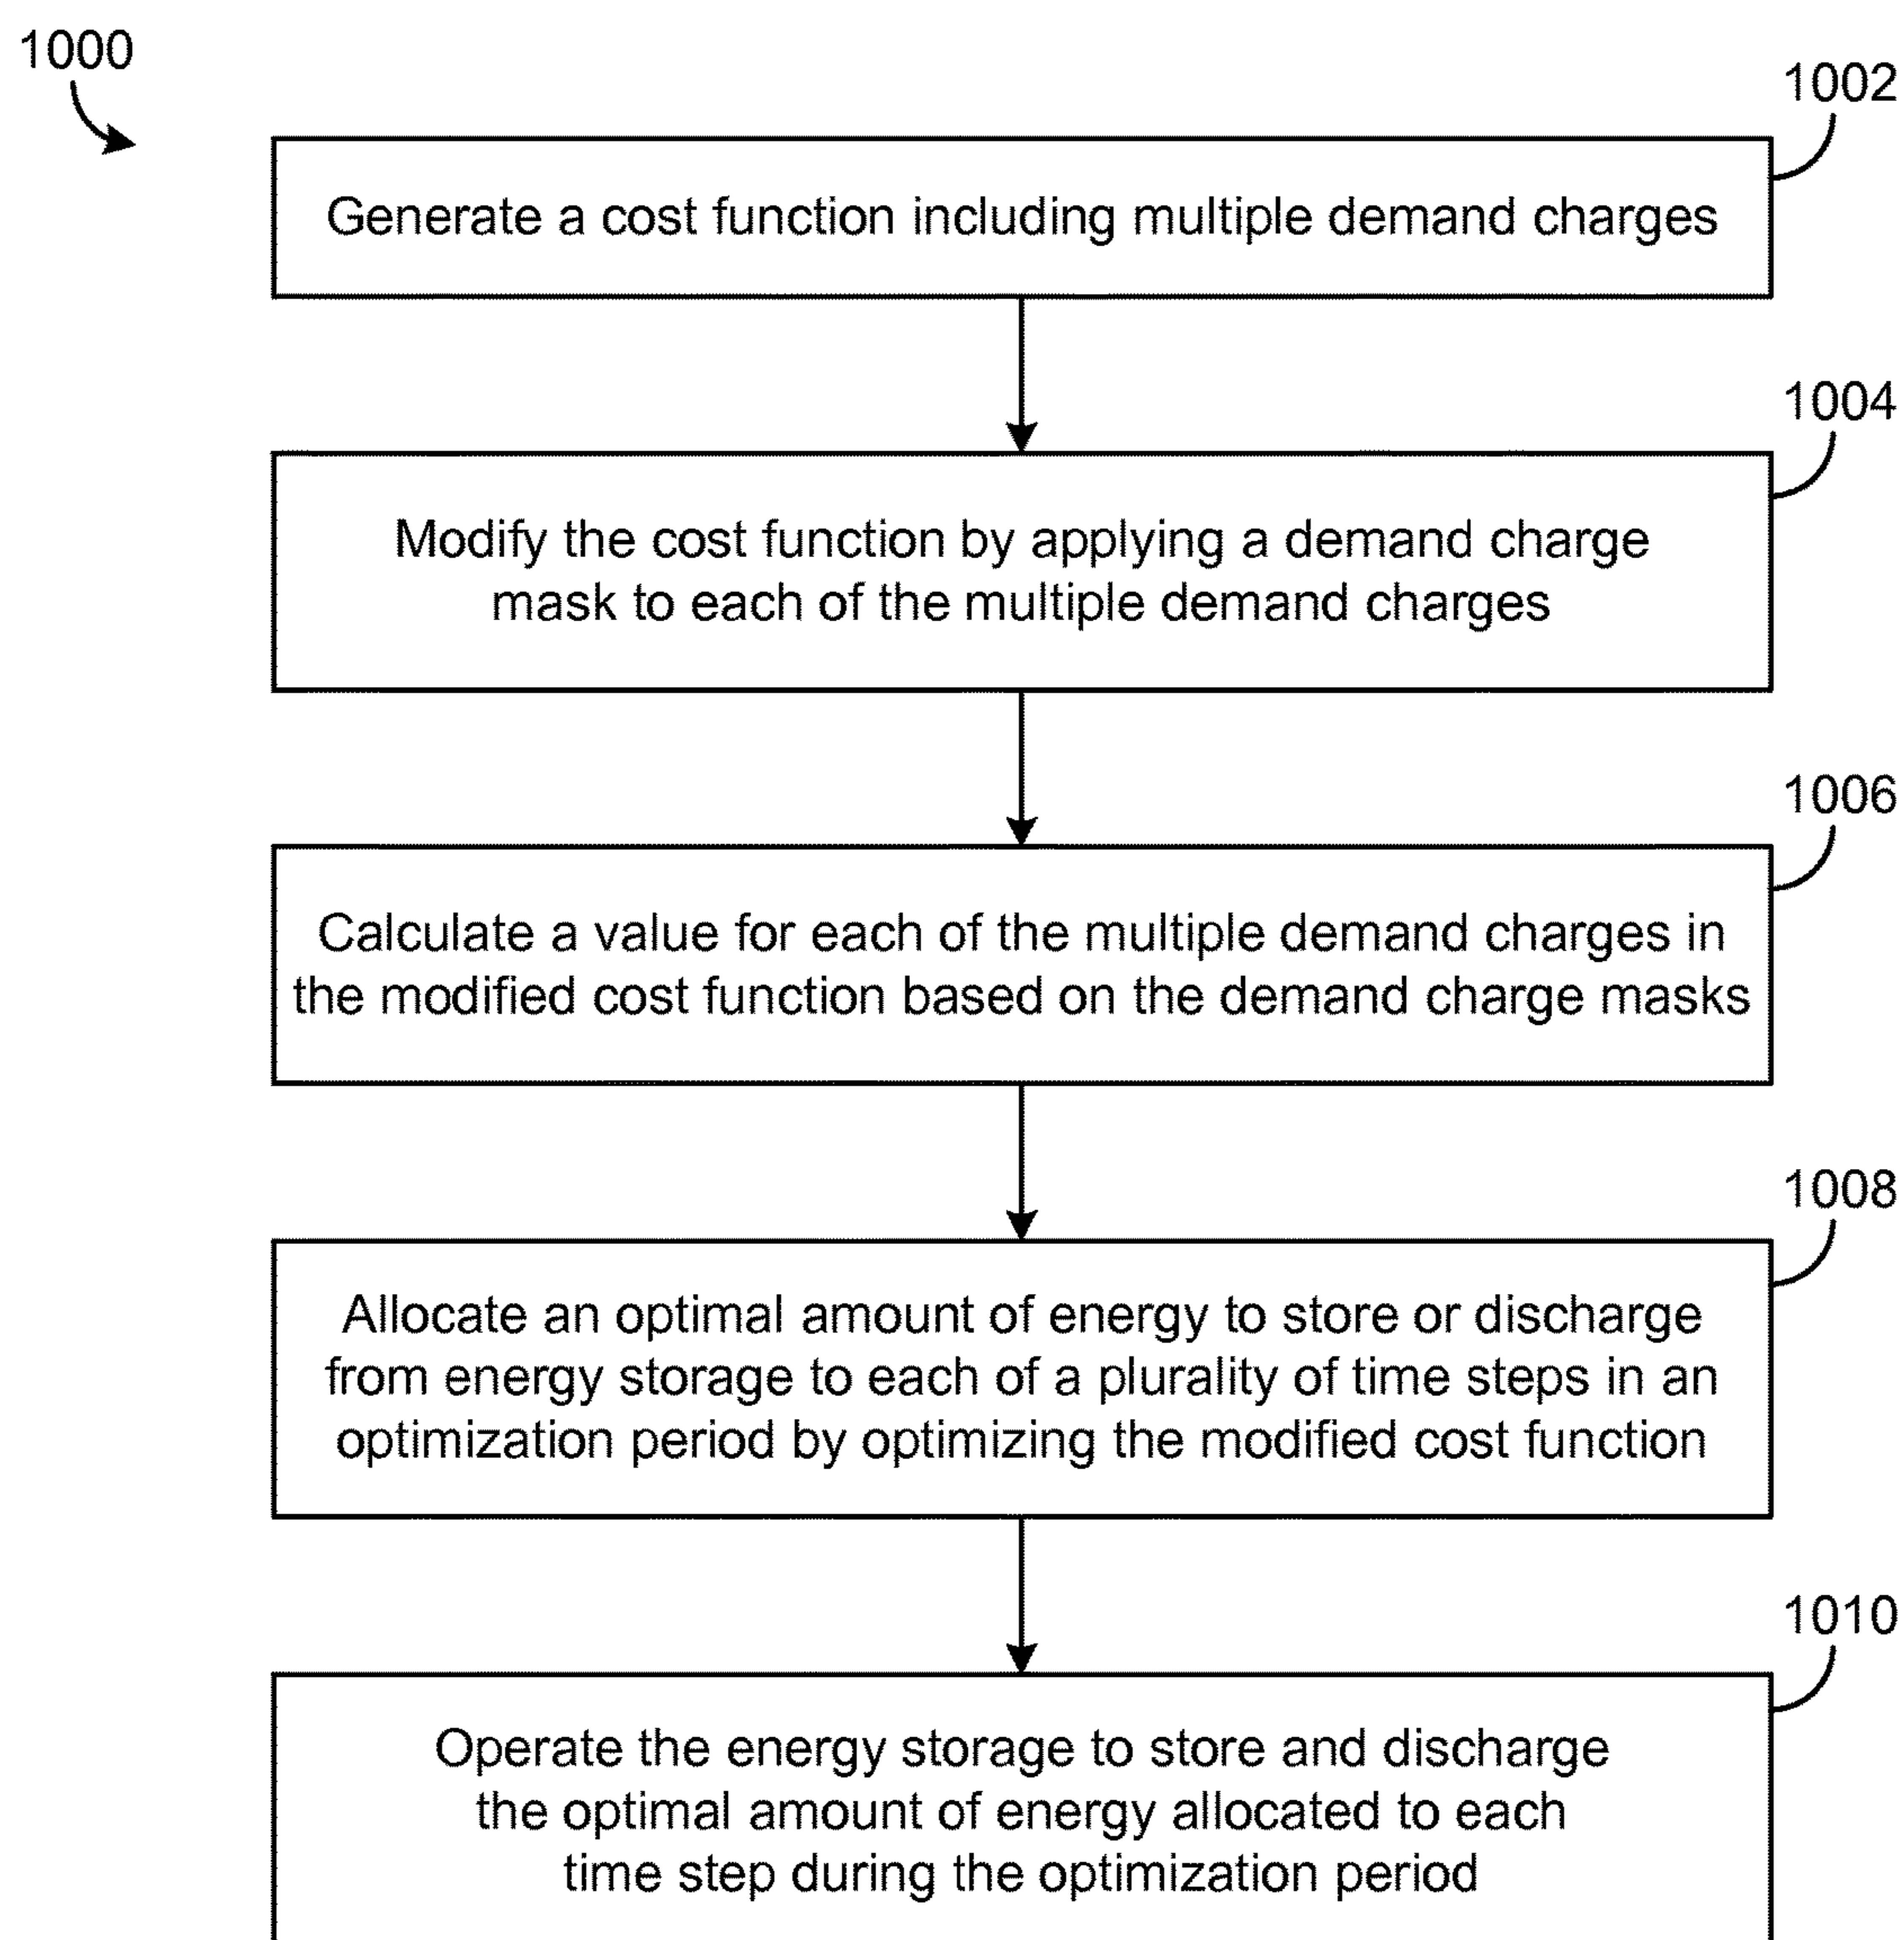 1000
1002
Generate a cost function including multiple demand charges
1004
Modify the cost function by applying a demand charge
mask to each of the multiple demand charges
1006
Calculate a value for each of the multiple demand charges in
the modified cost function based on the demand charge masks
1008
Allocate an optimal amount of energy to store or discharge
from energy storage to each of a plurality of time steps in an
optimization period by optimizing the modified cost function
1010
Operate the energy storage to store and discharge
the optimal amount of energy allocated to each
time step during the optimization period